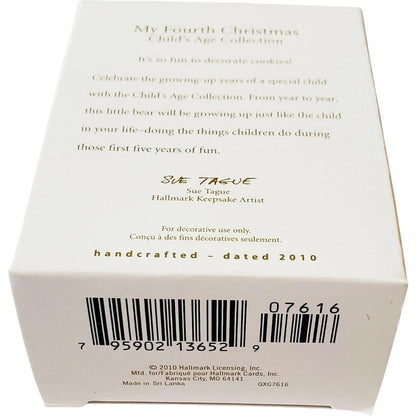 My Fourth Christmas
Child's Age Collection
It's so fun to decorate cookies!
Celebrate the growing-up years of a special child
with the Child's Age Collection. From year to year,
this little bear will be growing up just like the child
in your life–doing the things children do during
those first five years of fun.
SUE TAGUE
Sue Tague
Hallmark Keepsake Artist
For decorative use only.
Conçu à des fins décoratives seulement.
handcrafted – dated 2010
07616
7 95902 13652 9
© 2010 Hallmark Licensing, Inc.
Mfd. for/Fabriqué pour Hallmark Cards, Inc.
Kansas City, MO 64141
Made in Sri Lanka QXG7616